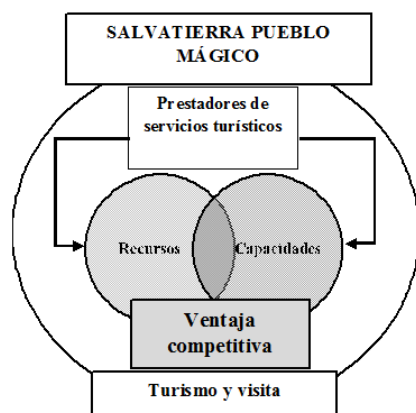 SALVATIERRA PUEBLO
MÁGICO
Prestadores de
servicios turísticos
Recursos
Capacidades
Ventaja
competitiva
Turismo y visita